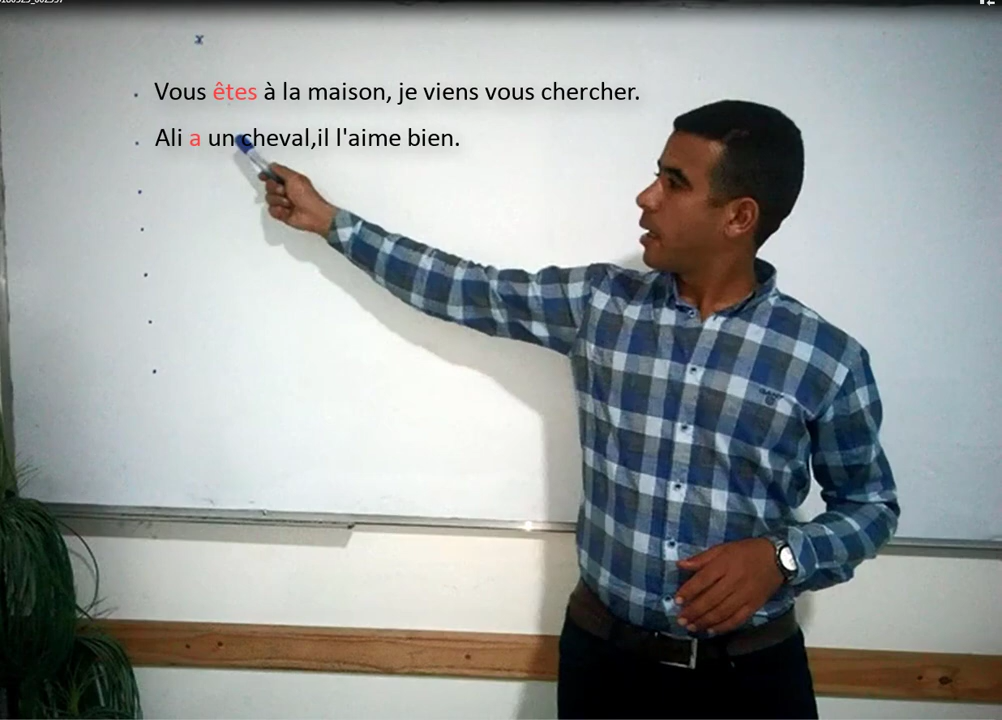 Vous êtes à la maison, je viens vous chercher.
Ali a un cheval,il l'aime bien.